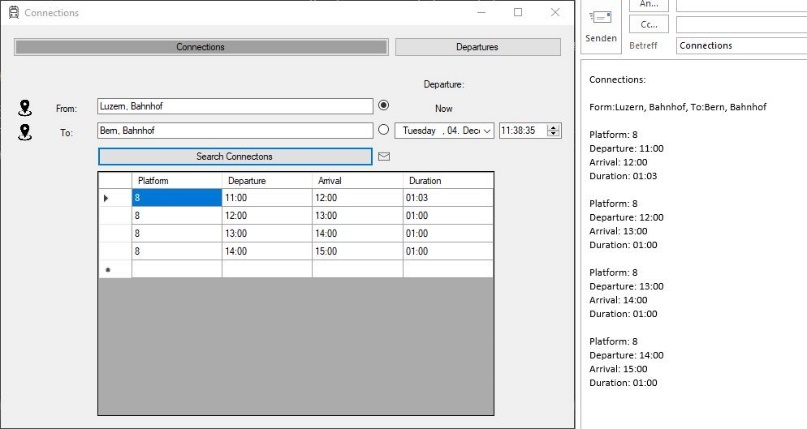 Connections
Connections
Departures
Departure:
From:
Luzern, Bahnhof
Now
To:
Bern, Bahnhof
Tuesday , 04. Dec
11:38:35
Search Connectons
Platform Departure Arrival Duration
8 11:00 12:00 01:03
8 12:00 13:00 01:00
8 13:00 14:00 01:00
8 14:00 15:00 01:00
*
An...
Cc...
Senden
Betreff
Connections
Connections:
Form:Luzern, Bahnhof, To:Bern, Bahnhof
Platform: 8
Departure: 11:00
Arrival: 12:00
Duration: 01:03
Platform: 8
Departure: 12:00
Arrival: 13:00
Duration: 01:00
Platform: 8
Departure: 13:00
Arrival: 14:00
Duration: 01:00
Platform: 8
Departure: 14:00
Arrival: 15:00
Duration: 01:00